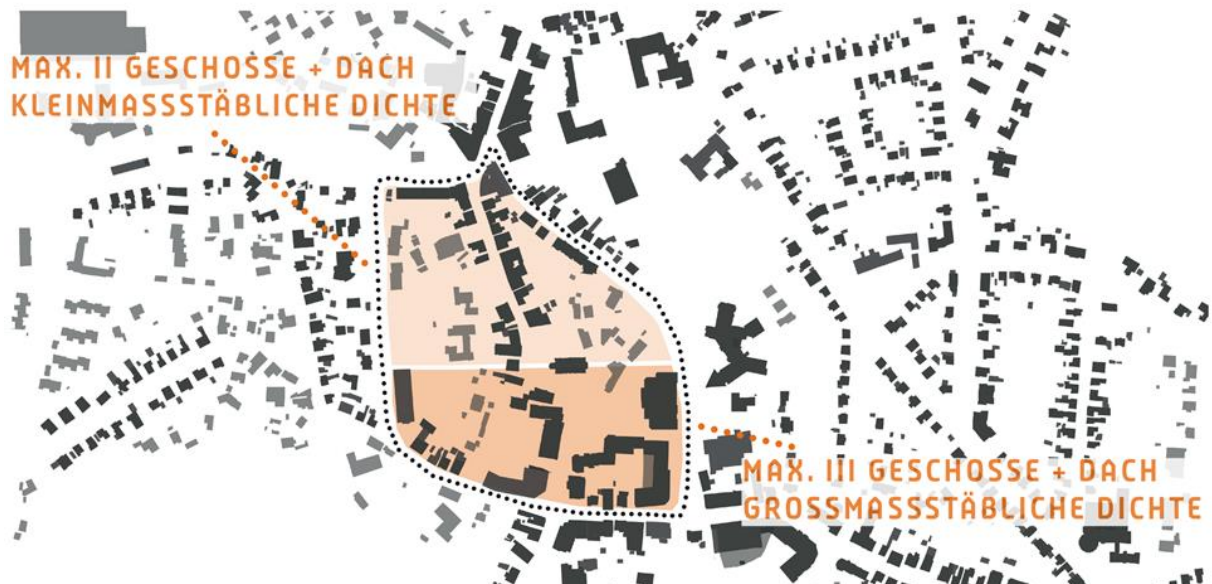 MAX. II GESCHOSSE + DACH
KLEINMASSSTÄBLICHE DICHTE
MAX. III GESCHOSSE + DACH
GROSSMASSSTÄBLICHE DICHTE